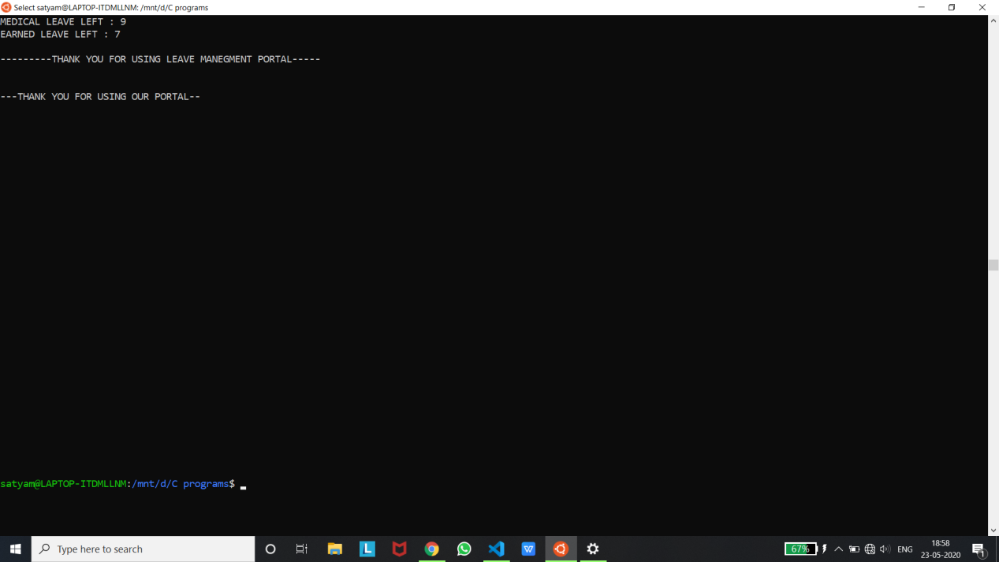 Select satyam@LAPTOP-ITDMLLNM: /mnt/d/C programs
MEDICAL LEAVE LEFT : 9
EARNED LEAVE LEFT : 7
---------THANK YOU FOR USING LEAVE MANEGMENT PORTAL-----
---THANK YOU FOR USING OUR PORTAL--
satyam@LAPTOP-ITDMLLNM:/mnt/d/C programs$
Type here to search
L
W
67%
ENG
18:58
23-05-2020
1